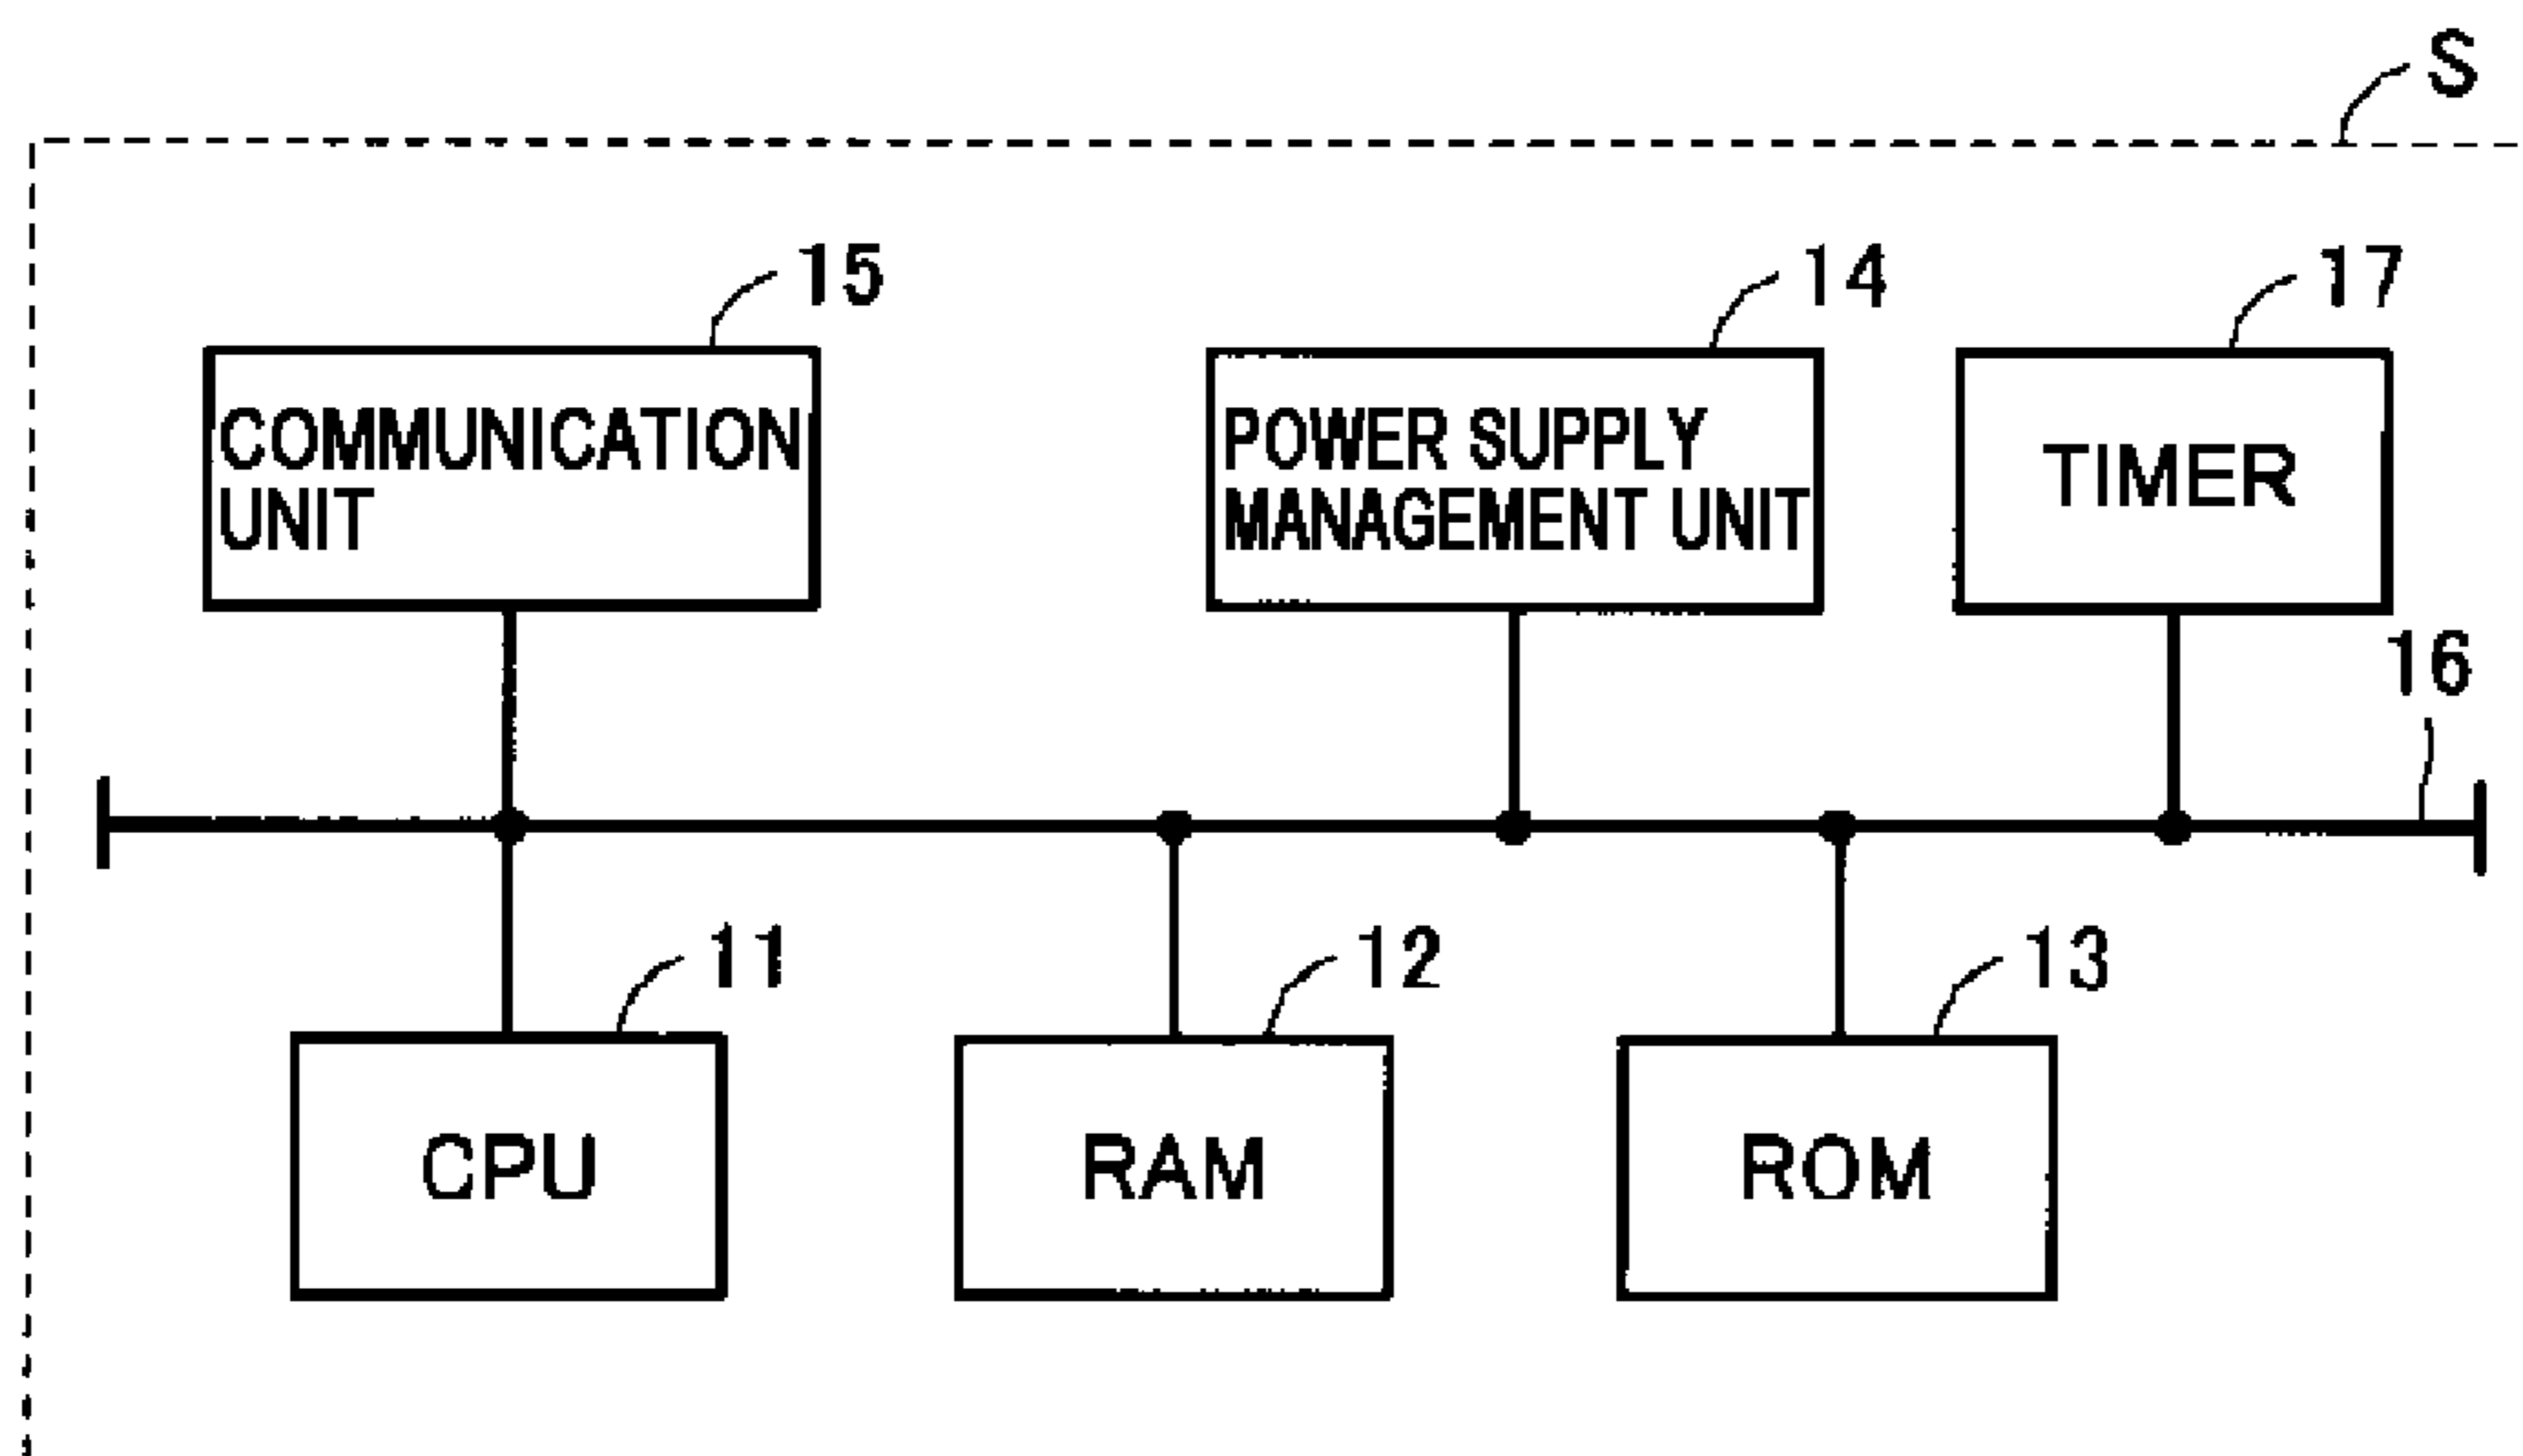 S
15
14
17
COMMUNICATION
UNIT
POWER SUPPLY
MANAGEMENT UNIT
TIMER
16
11
12
13
CPU
RAM
ROM